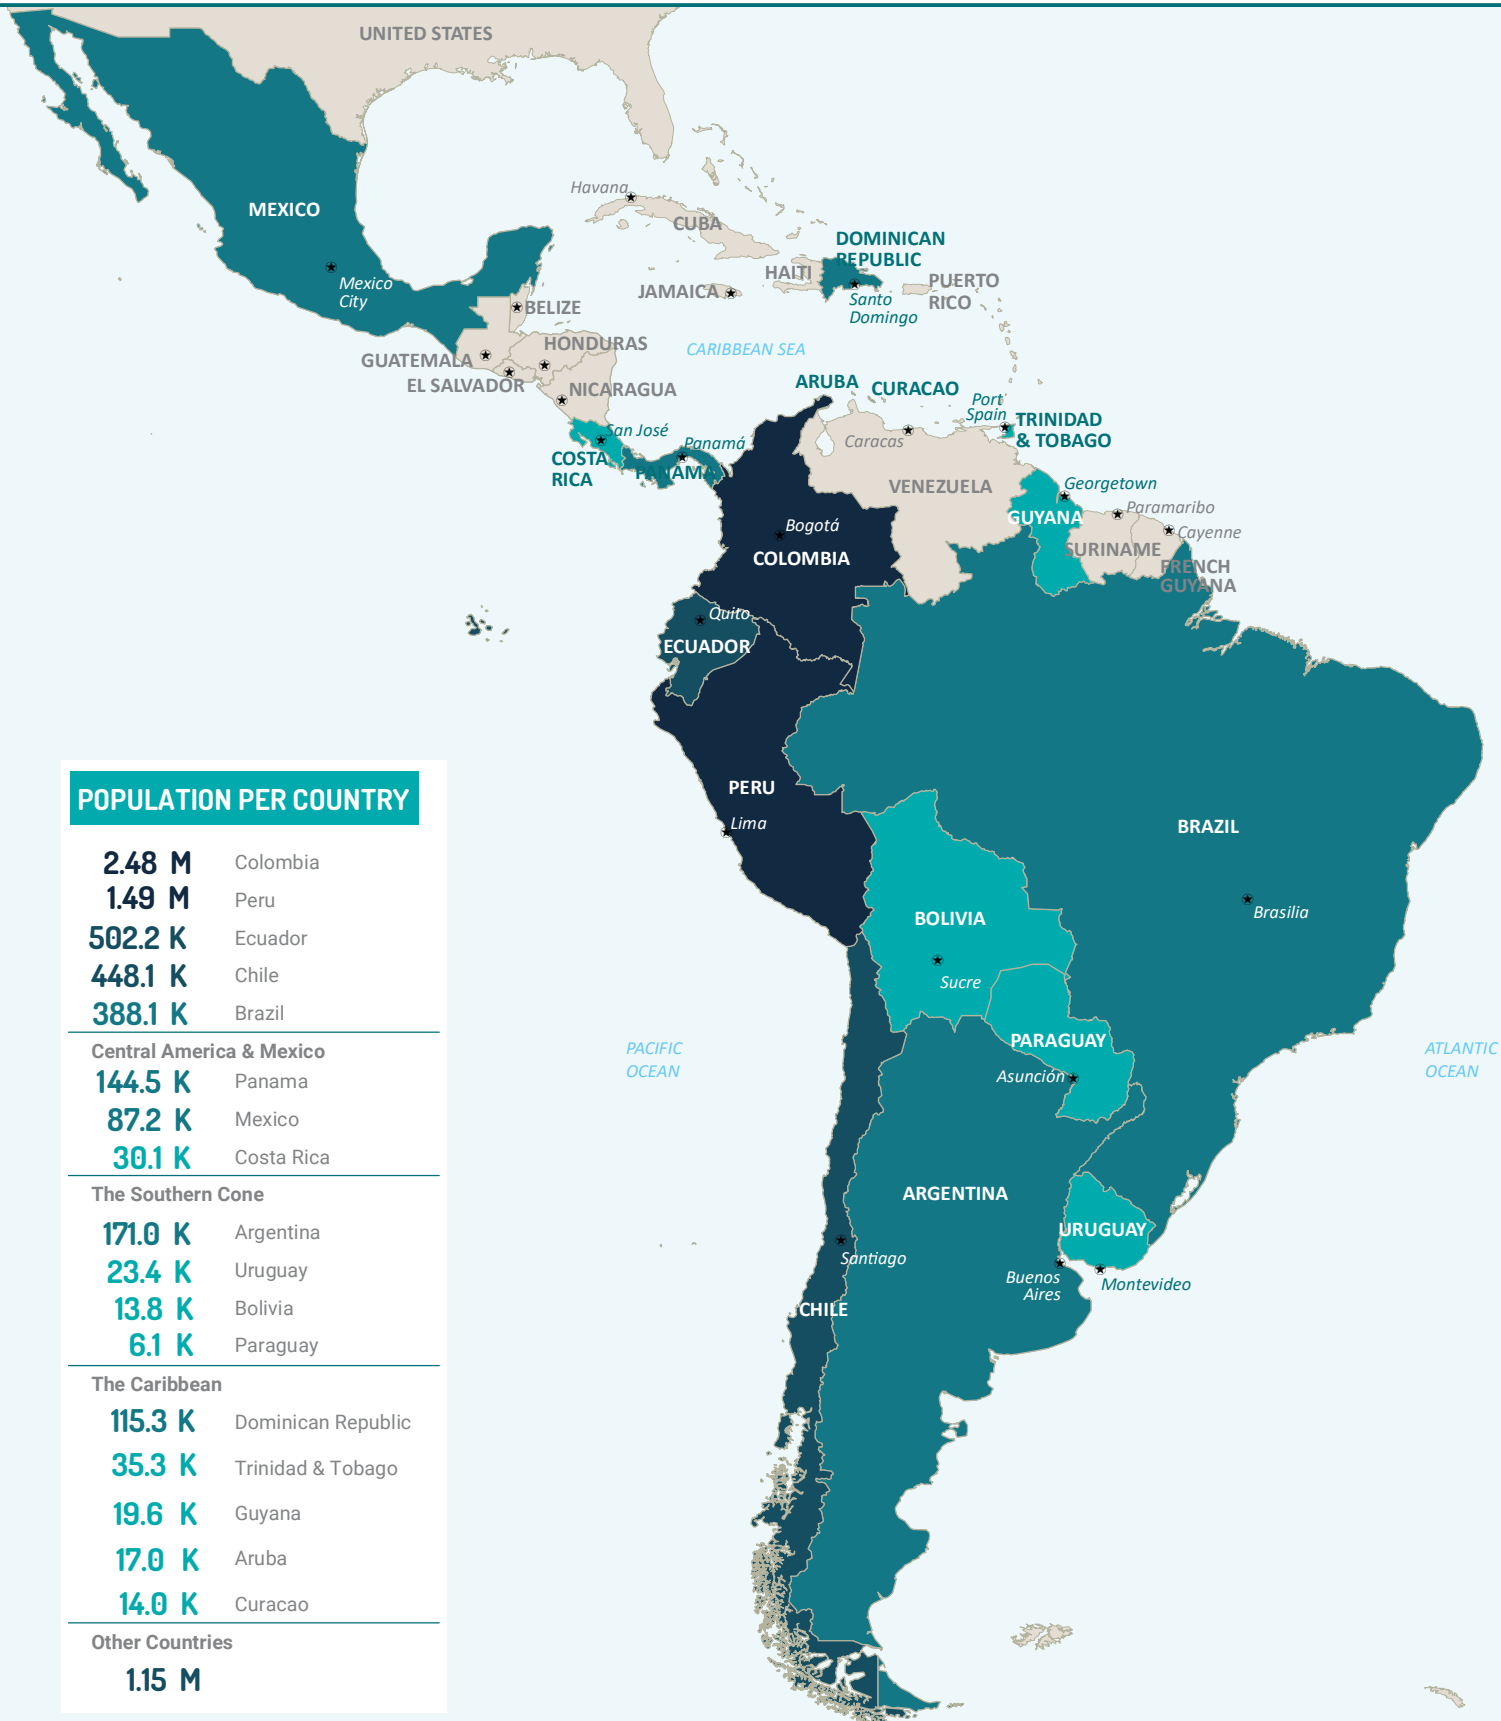 UNITED STATES
MEXICO
Mexico
City
Havana
CUBA
DOMINICAN
REPUBLIC
HAITI
JAMAICA
Santo
Domingo
PUERTO
RICO
BELIZE
HONDURAS
GUATEMALA
EL SALVADOR
NICARAGUA
CARIBBEAN SEA
ARUBA
CURACAO
Port
Spain
TRINIDAD
& TOBAGO
San José
COSTA
RICA
Panamá
PANAMA
Caracas
VENEZUELA
Georgetown
GUYANA
Paramaribo
Cayenne
SURINAME
FRENCH
GUYANA
Bogotá
COLOMBIA
Quito
ECUADOR
PERU
Lima
BRAZIL
Brasilia
BOLIVIA
Sucre
PARAGUAY
Asunción
PACIFIC
OCEAN
ATLANTIC
OCEAN
ARGENTINA
URUGUAY
Santiago
Buenos
Aires
Montevideo
CHILE
POPULATION PER COUNTRY
2.48 M Colombia
1.49 M Peru
502.2 K Ecuador
448.1 K Chile
388.1 K Brazil
Central America & Mexico
144.5 K Panama
87.2 K Mexico
30.1 K Costa Rica
The Southern Cone
171.0 K Argentina
23.4 K Uruguay
13.8 K Bolivia
6.1 K Paraguay
The Caribbean
115.3 K Dominican Republic
35.3 K Trinidad & Tobago
19.6 K Guyana
17.0 K Aruba
14.0 K Curacao
Other Countries
1.15 M